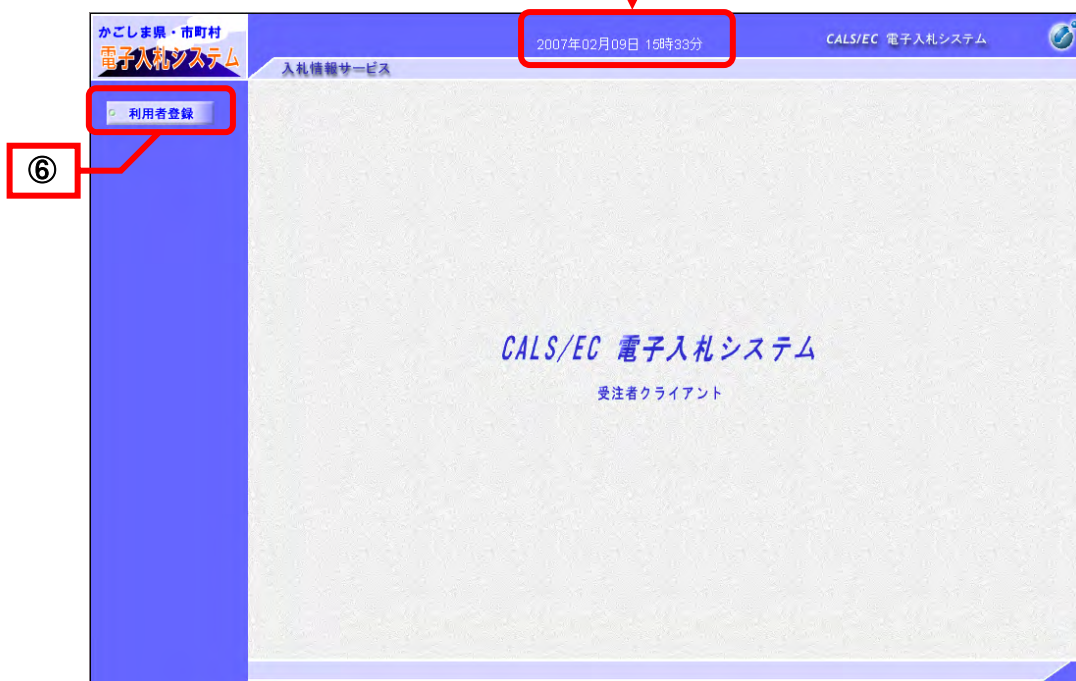 かごしま県・市町村
電子入札システム
2007年02月09日 15時33分
CALS/EC 電子入札システム
入札情報サービス
利用者登録
⑥
CALS/EC 電子入札システム
受注者クライアント